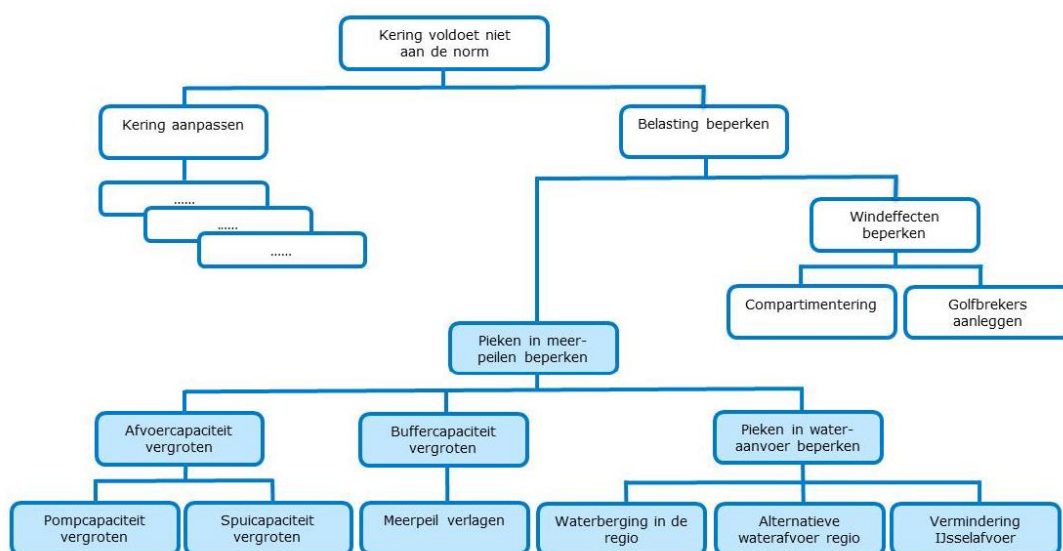 Kering voldoet niet
aan de norm
Kering aanpassen
Belasting beperken
......
......
......
Windeffecten
beperken
Compartimentering
Golfbrekers
aanleggen
Pieken in meer-
peilen beperken
Afvoercapaciteit
vergroten
Buffercapaciteit
vergroten
Pieken in water-
aanvoer beperken
Pompcapaciteit
vergroten
Spuicapaciteit
vergroten
Meerpeil verlagen
Waterberging in de
regio
Alternatieve
waterafvoer regio
Vermindering
IJsselafvoer